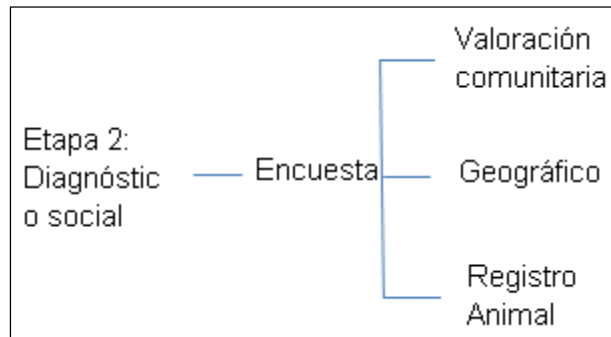 Etapa 2:
Diagnóstic
o social
Encuesta
Valoración
comunitaria
Geográfico
Registro
Animal